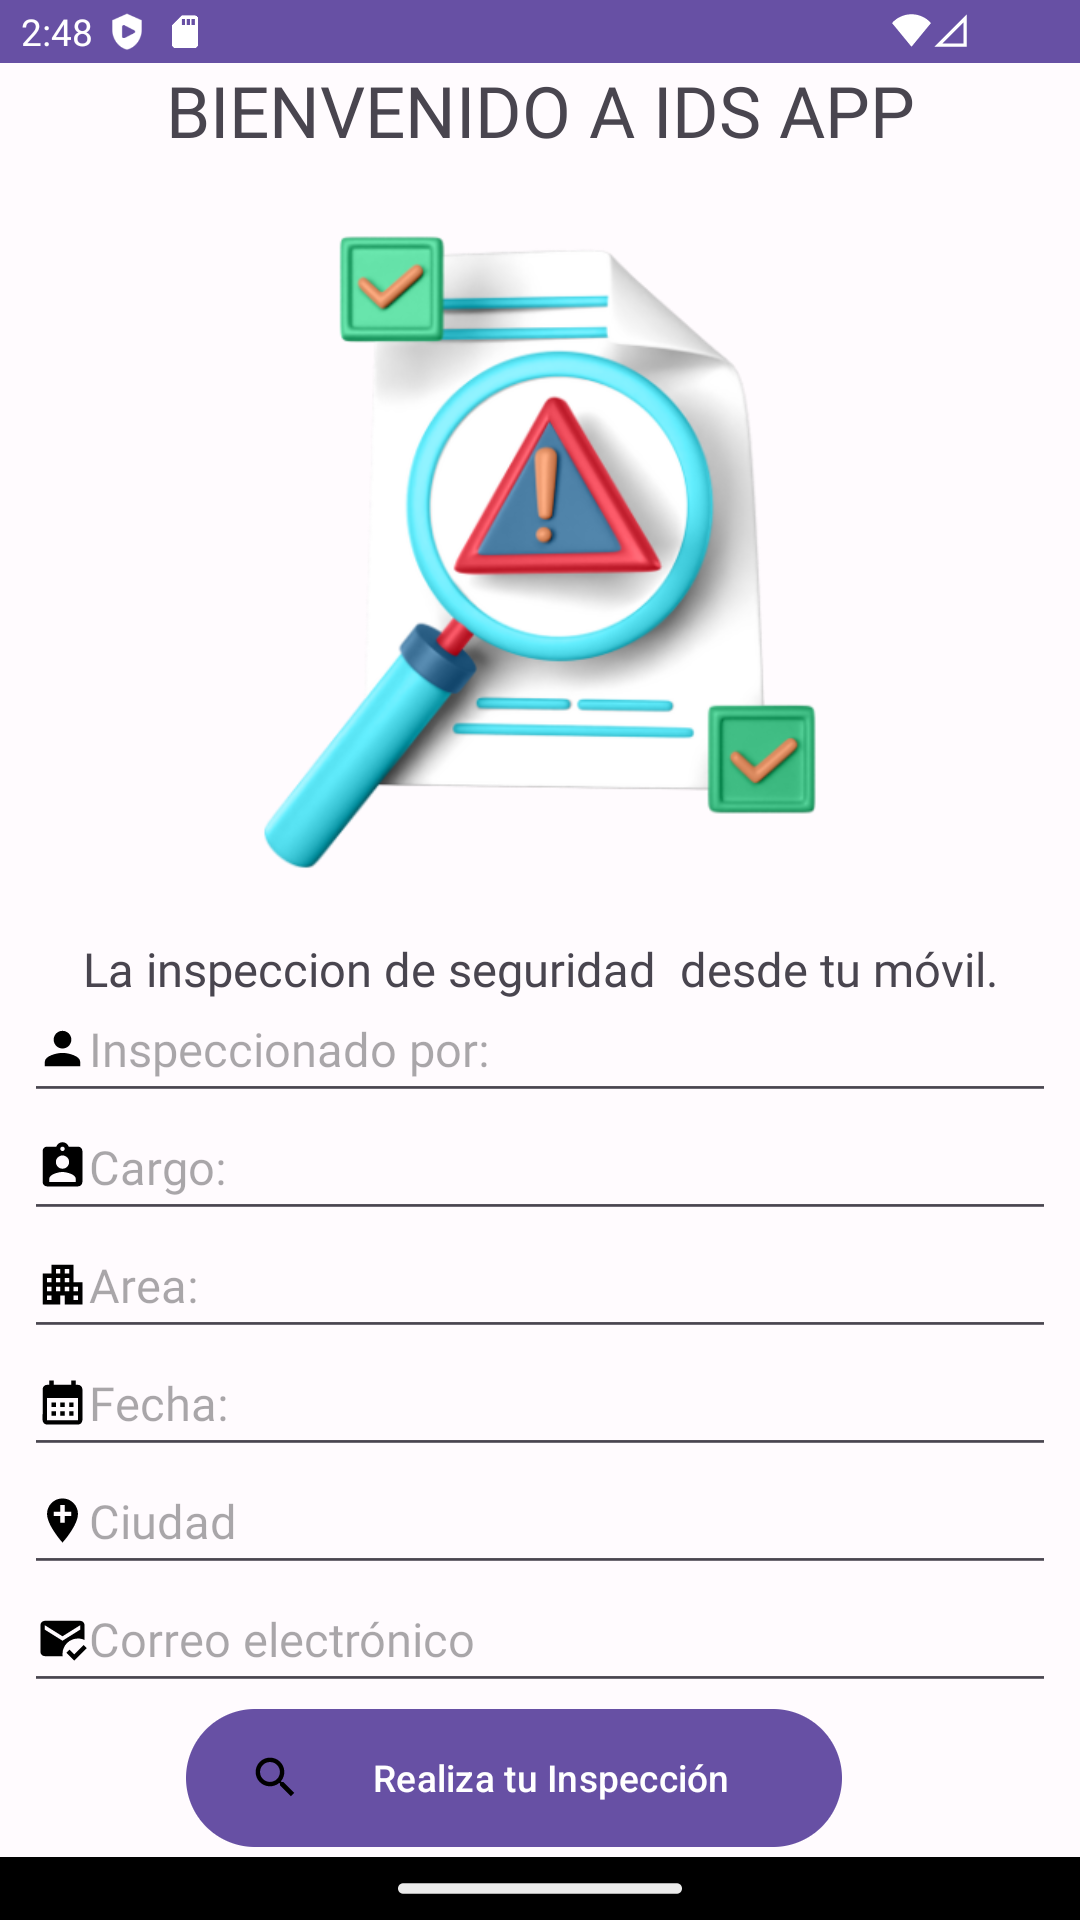 2:48
BIENVENIDO A IDS APP
La inspeccion de seguridad  desde tu móvil.
Inspeccionado por:
Cargo:
Area:
Fecha:
Ciudad
Correo electrónico
Realiza tu Inspección